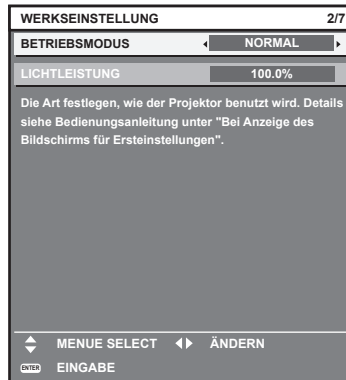 WERKSEINSTELLUNG 2/7
BETRIEBSMODUS NORMAL
LICHTLEISTUNG 100.0%
Die Art festlegen, wie der Projektor benutzt wird. Details
siehe Bedienungsanleitung unter "Bei Anzeige des
Bildschirms für Ersteinstellungen".
MENUE SELECT ÄNDERN
ENTER EINGABE